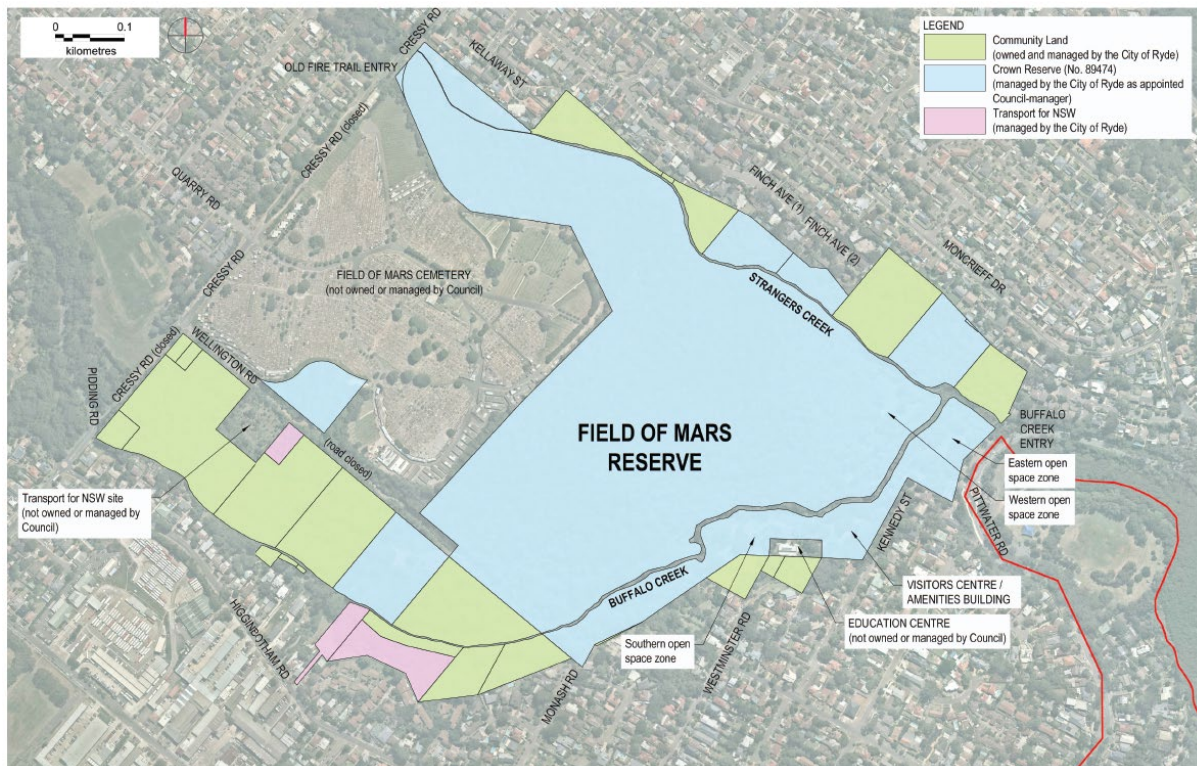 0 0.1
kilometres
LEGEND
Community Land
(owned and managed by the City of Ryde)
Crown Reserve (No. 89474)
(managed by the City of Ryde as appointed
Council-manager)
Transport for NSW
(managed by the City of Ryde)
CRESSY RD
KELLAWAY ST
OLD FIRE TRAIL ENTRY
CRESSY RD (closed)
QUARRY RD
CRESSY RD
FINCH AVE (1)
FINCH AVE (2)
MONCRIEFF DR
FIELD OF MARS CEMETERY
(not owned or managed by Council)
STRANGERS CREEK
CRESSY RD (closed)
WELLINGTON RD
PIDDING RD
(road closed)
FIELD OF MARS
RESERVE
BUFFALO
CREEK
ENTRY
Eastern open
space zone
Western open
space zone
PITTWATER RD
KENNEDY ST
Transport for NSW site
(not owned or managed by
Council)
BUFFALO CREEK
VISITORS CENTRE /
AMENITIES BUILDING
EDUCATION CENTRE
(not owned or managed by Council)
Southern open
space zone
WESTMINSTER RD
MONASH RD
HIGGINBOTHAM RD